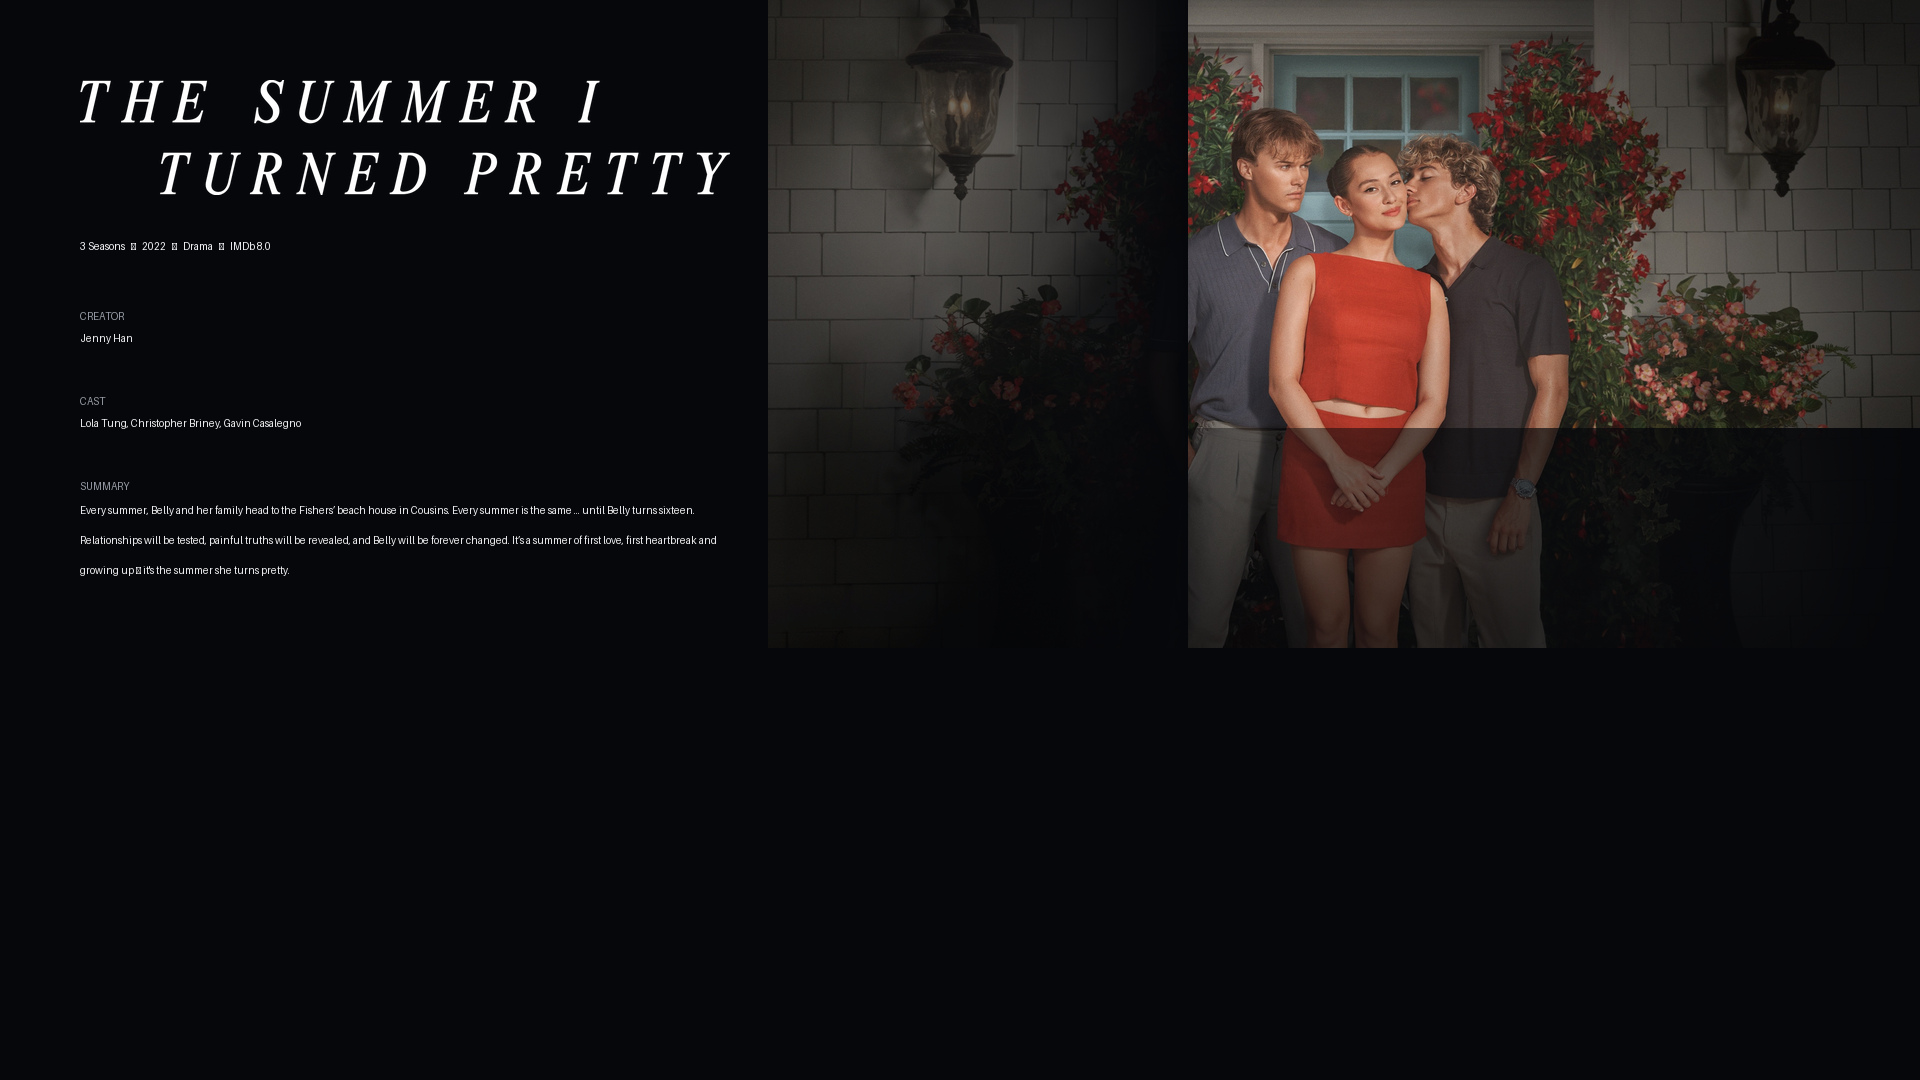 THE SUMMER I
TURNED PRETTY
3 Seasons 2022 Drama IMDb 8.0
CREATOR
Jenny Han
CAST
Lola Tung, Christopher Briney, Gavin Casalegno
SUMMARY
Every summer, Belly and her family head to the Fishers’ beach house in Cousins. Every summer is the same ... until Belly turns sixteen.
Relationships will be tested, painful truths will be revealed, and Belly will be forever changed. It’s a summer of first love, first heartbreak and
growing up it's the summer she turns pretty.